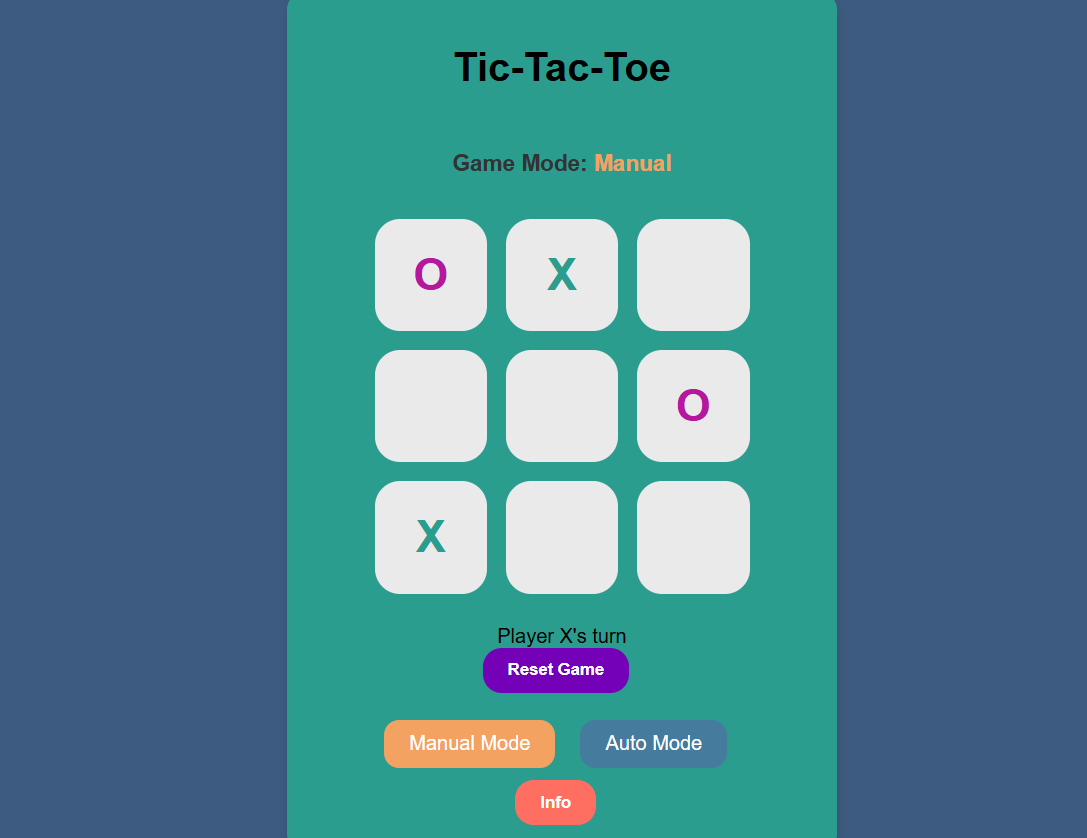 Tic-Tac-Toe
Game Mode: Manual
O X
O
X
Player X's turn
Reset Game
Manual Mode Auto Mode
Info